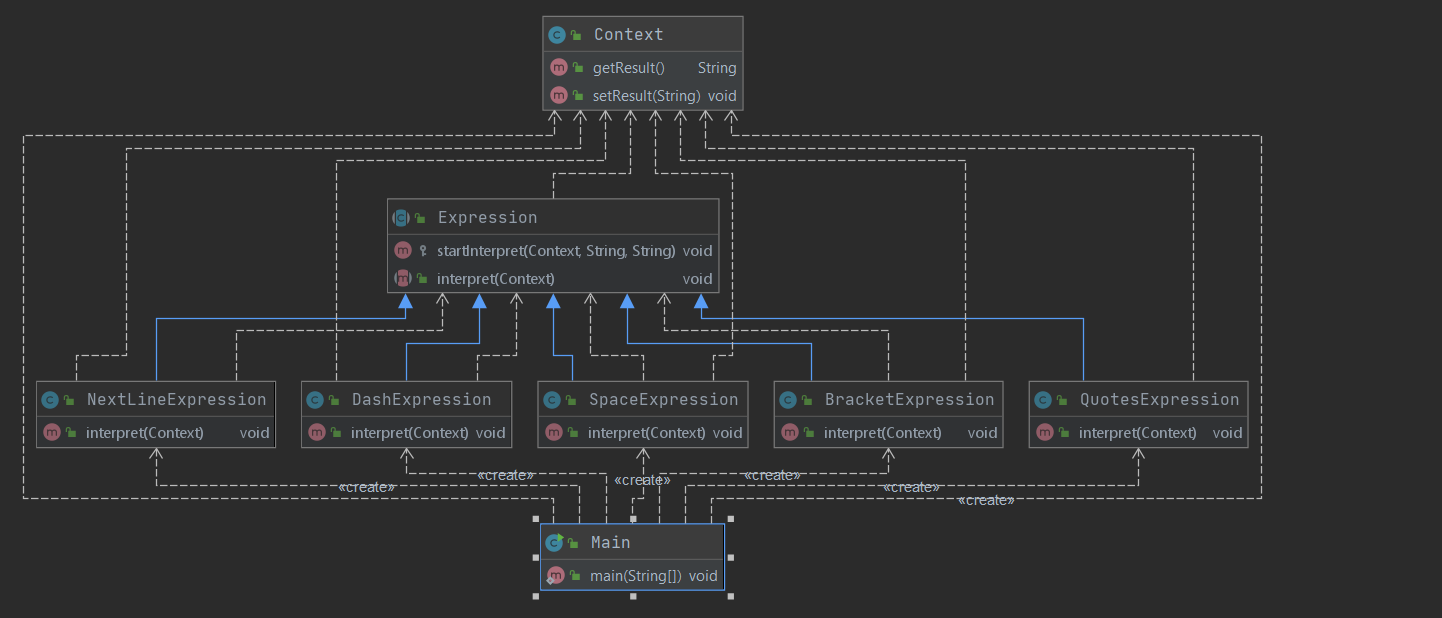 Context
getResult() String
setResult(String) void
Expression
startInterpret(Context, String, String) void
interpret(Context) void
NextLineExpression
interpret(Context) void
DashExpression
interpret(Context) void
SpaceExpression
interpret(Context) void
BracketExpression
interpret(Context) void
QuotesExpression
interpret(Context) void
«create»
«create»
«create»
«create»
«create»
«create»
Main
main(String[]) void